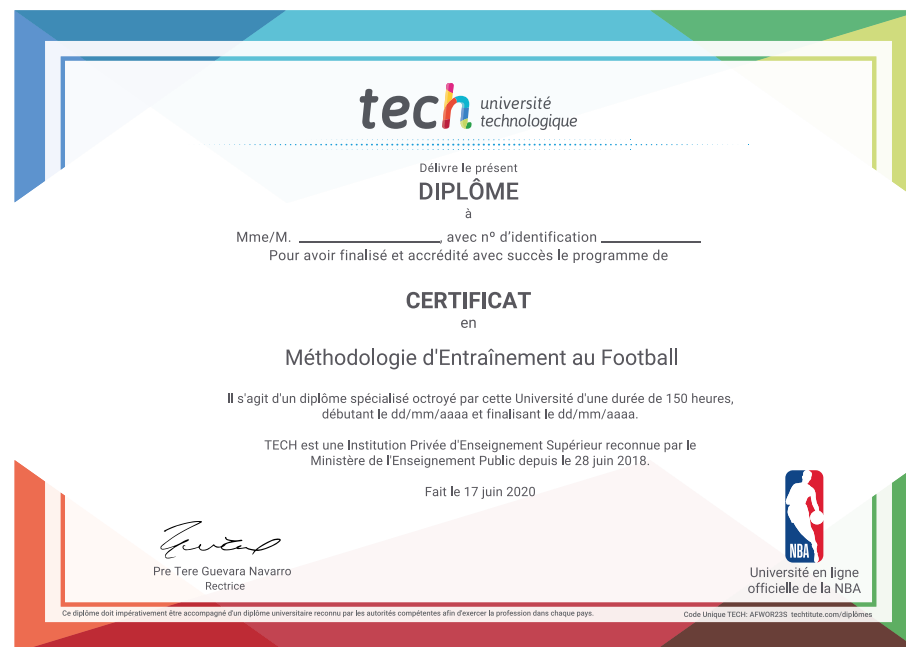 tech université
technologique
Délivre le présent
DIPLÔME
à
Mme/M. ____________________, avec nº d'identification ______________
Pour avoir finalisé et accrédité avec succès le programme de
CERTIFICAT
en
Méthodologie d'Entraînement au Football
Il s'agit d'un diplôme spécialisé octroyé par cette Université d'une durée de 150 heures,
débutant le dd/mm/aaaa et finalisant le dd/mm/aaaa.
TECH est une Institution Privée d'Enseignement Supérieur reconnue par le
Ministère de l'Enseignement Public depuis le 28 juin 2018.
Fait le 17 juin 2020
Pre Tere Guevara Navarro
Rectrice
NBA
Université en ligne
officielle de la NBA
Ce diplôme doit impérativement être accompagné d'un diplôme universitaire reconnu par les autorités compétentes afin d'exercer la profession dans chaque pays.
Code Unique TECH: AFWOR23S techtitute.com/diplômes